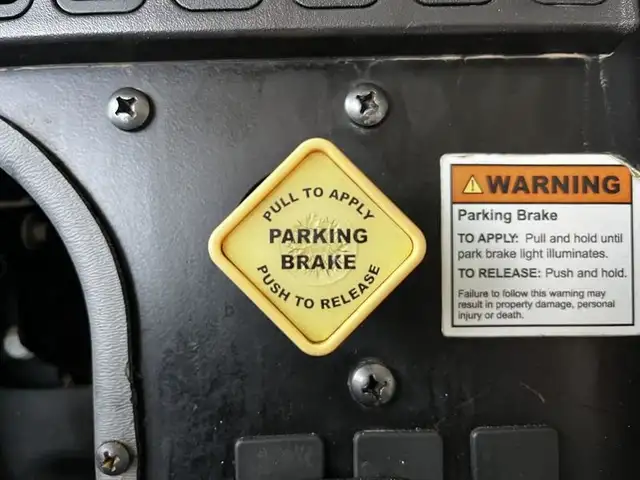 PULL TO APPLY
PARKING
BRAKE
PUSH TO RELEASE
WARNING
Parking Brake
TO APPLY: Pull and hold until
park brake light illuminates.
TO RELEASE: Push and hold.
Failure to follow this warning may
result in property damage, personal
injury or death.